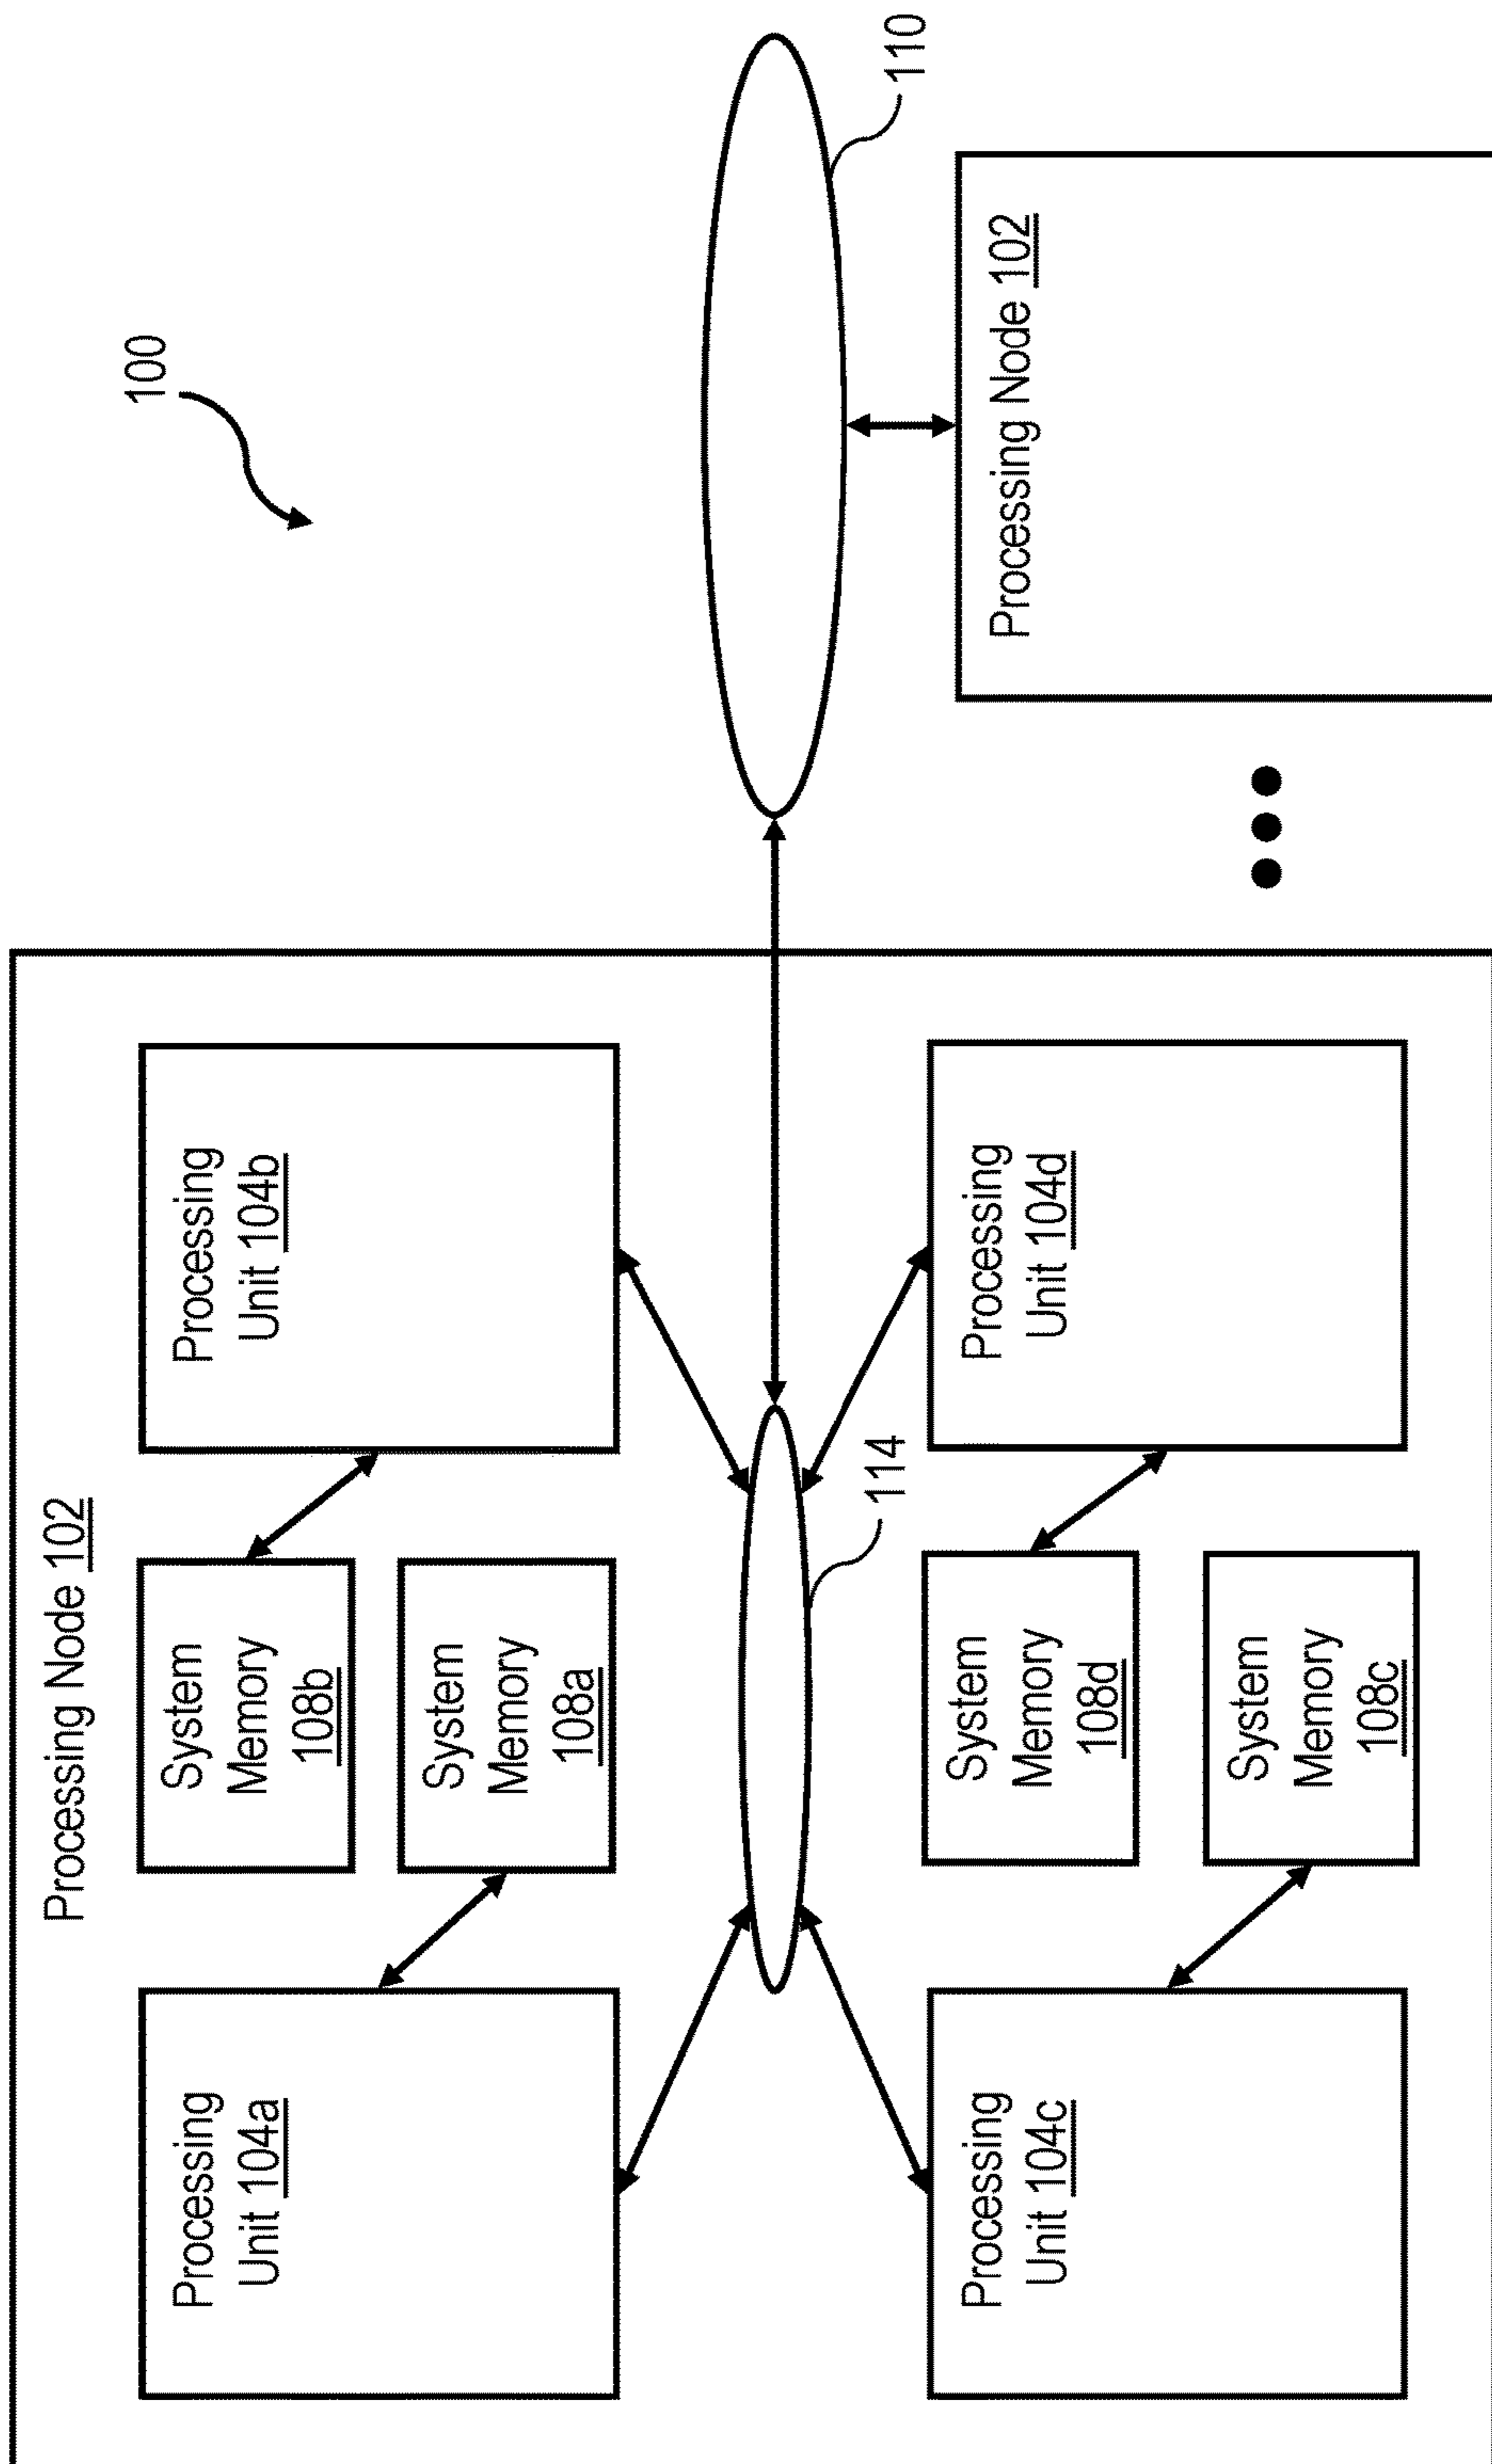 100
Processing Node 102
Processing
Unit 104a
System
Memory
108b
System
Memory
108a
Processing
Unit 104b
114
110
Processing
Unit 104c
System
Memory
108d
System
Memory
108c
Processing
Unit 104d
Processing Node 102